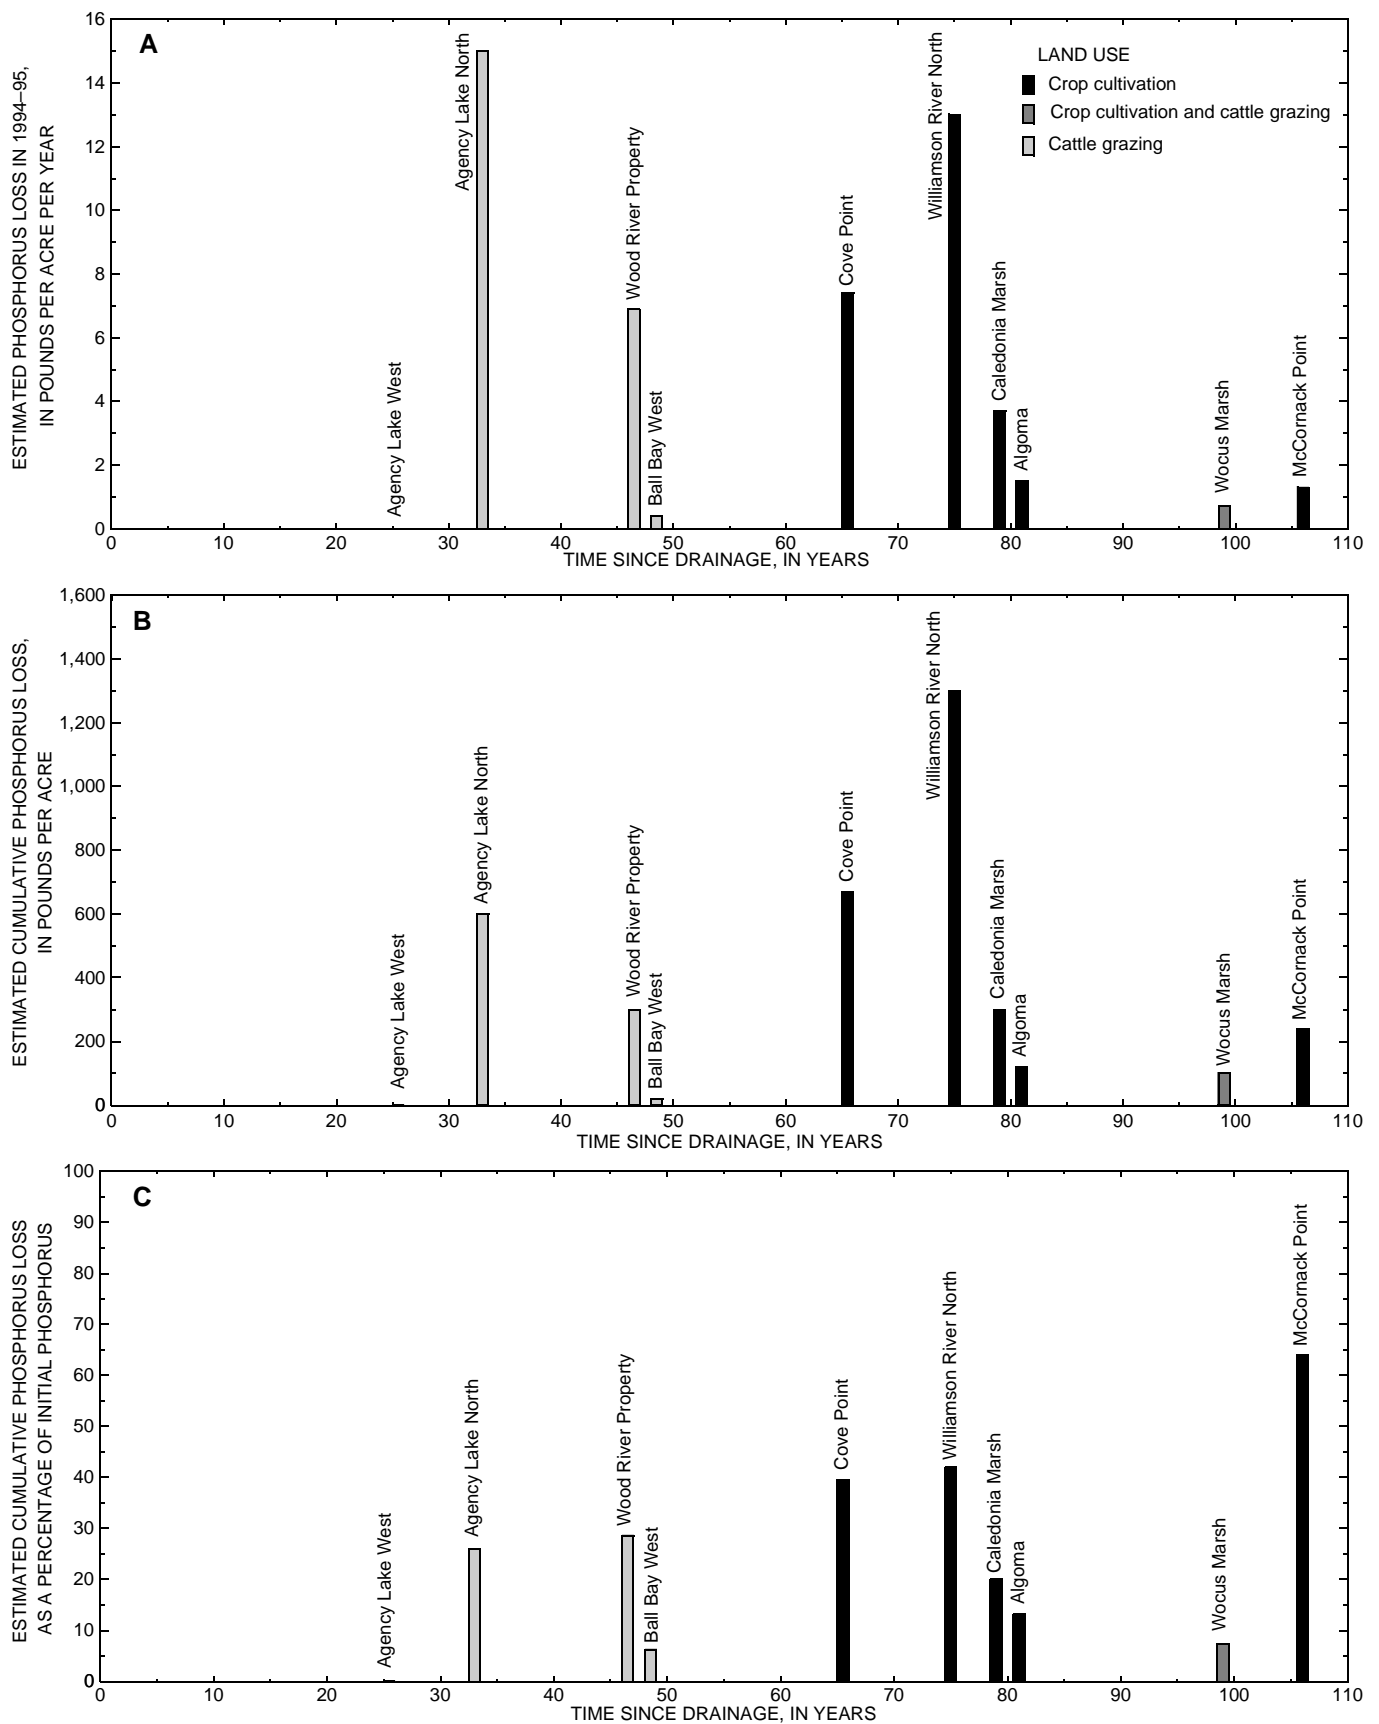 A
LAND USE
Crop cultivation
Crop cultivation and cattle grazing
Cattle grazing
ESTIMATED PHOSPHORUS LOSS IN 1994–95,
IN POUNDS PER ACRE PER YEAR
16
14
12
10
8
6
4
2
0
Agency Lake West
Agency Lake North
Wood River Property
Ball Bay West
Cove Point
Williamson River North
Caledonia Marsh
Algoma
Wocus Marsh
McCornack Point
0 10 20 30 40 50 60 70 80 90 100 110
TIME SINCE DRAINAGE, IN YEARS
B
ESTIMATED CUMULATIVE PHOSPHORUS LOSS,
IN POUNDS PER ACRE
1,600
1,400
1,200
1,000
800
600
400
200
0
Agency Lake West
Agency Lake North
Wood River Property
Ball Bay West
Cove Point
Williamson River North
Caledonia Marsh
Algoma
Wocus Marsh
McCornack Point
0 10 20 30 40 50 60 70 80 90 100 110
TIME SINCE DRAINAGE, IN YEARS
C
ESTIMATED CUMULATIVE PHOSPHORUS LOSS
AS A PERCENTAGE OF INITIAL PHOSPHORUS
100
90
80
70
60
50
40
30
20
10
0
Agency Lake West
Agency Lake North
Wood River Property
Ball Bay West
Cove Point
Williamson River North
Caledonia Marsh
Algoma
Wocus Marsh
McCornack Point
0 10 20 30 40 50 60 70 80 90 100 110
TIME SINCE DRAINAGE, IN YEARS